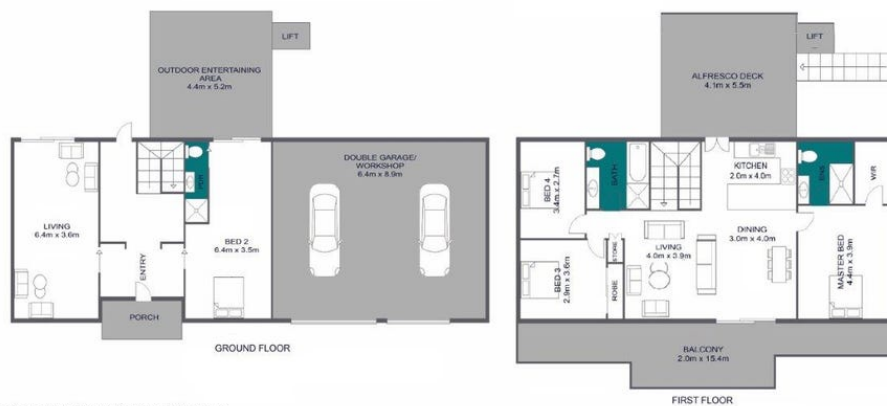 LIFT
OUTDOOR ENTERTAINING
AREA
4.4m x 5.2m
PDR
DOUBLE GARAGE/
WORKSHOP
6.4m x 8.9m
LIVING
6.4m x 3.6m
BED 2
6.4m x 3.5m
ENTRY
PORCH
GROUND FLOOR
LIFT
ALFRESCO DECK
4.1m x 5.5m
BED 4
3.4m x 2.7m
BATH
KITCHEN
2.0m x 4.0m
ENS
W/R
LIVING
4.0m x 3.9m
DINING
3.0m x 4.0m
MASTER BED
4.4m x 3.9m
BED 3
2.9m x 3.6m
STORE
ROBE
BALCONY
2.0m x 15.4m
FIRST FLOOR